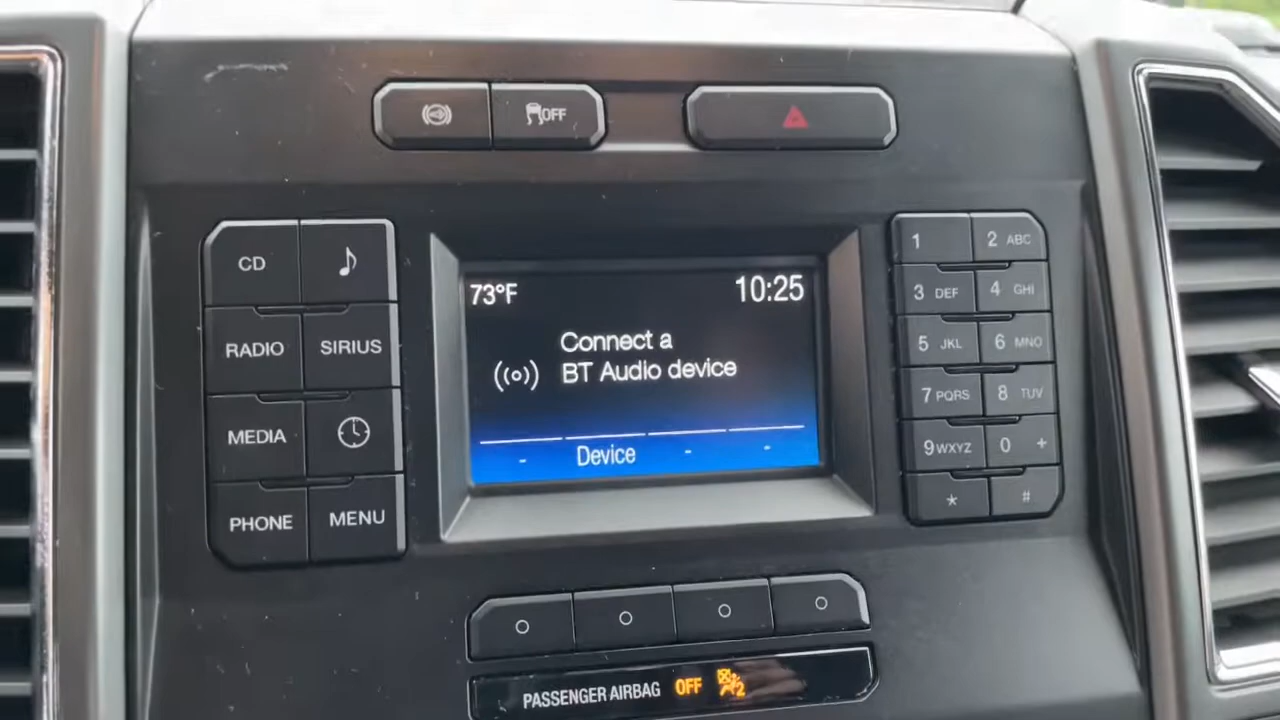 OFF
CD
RADIO SIRIUS
MEDIA
PHONE MENU
73°F 10:25
Connect a
BT Audio device
- Device - -
1 2 ABC
3 DEF 4 GHI
5 JKL 6 MNO
7 PQRS 8 TUV
9 WXYZ 0 +
* #
PASSENGER AIRBAG OFF 2